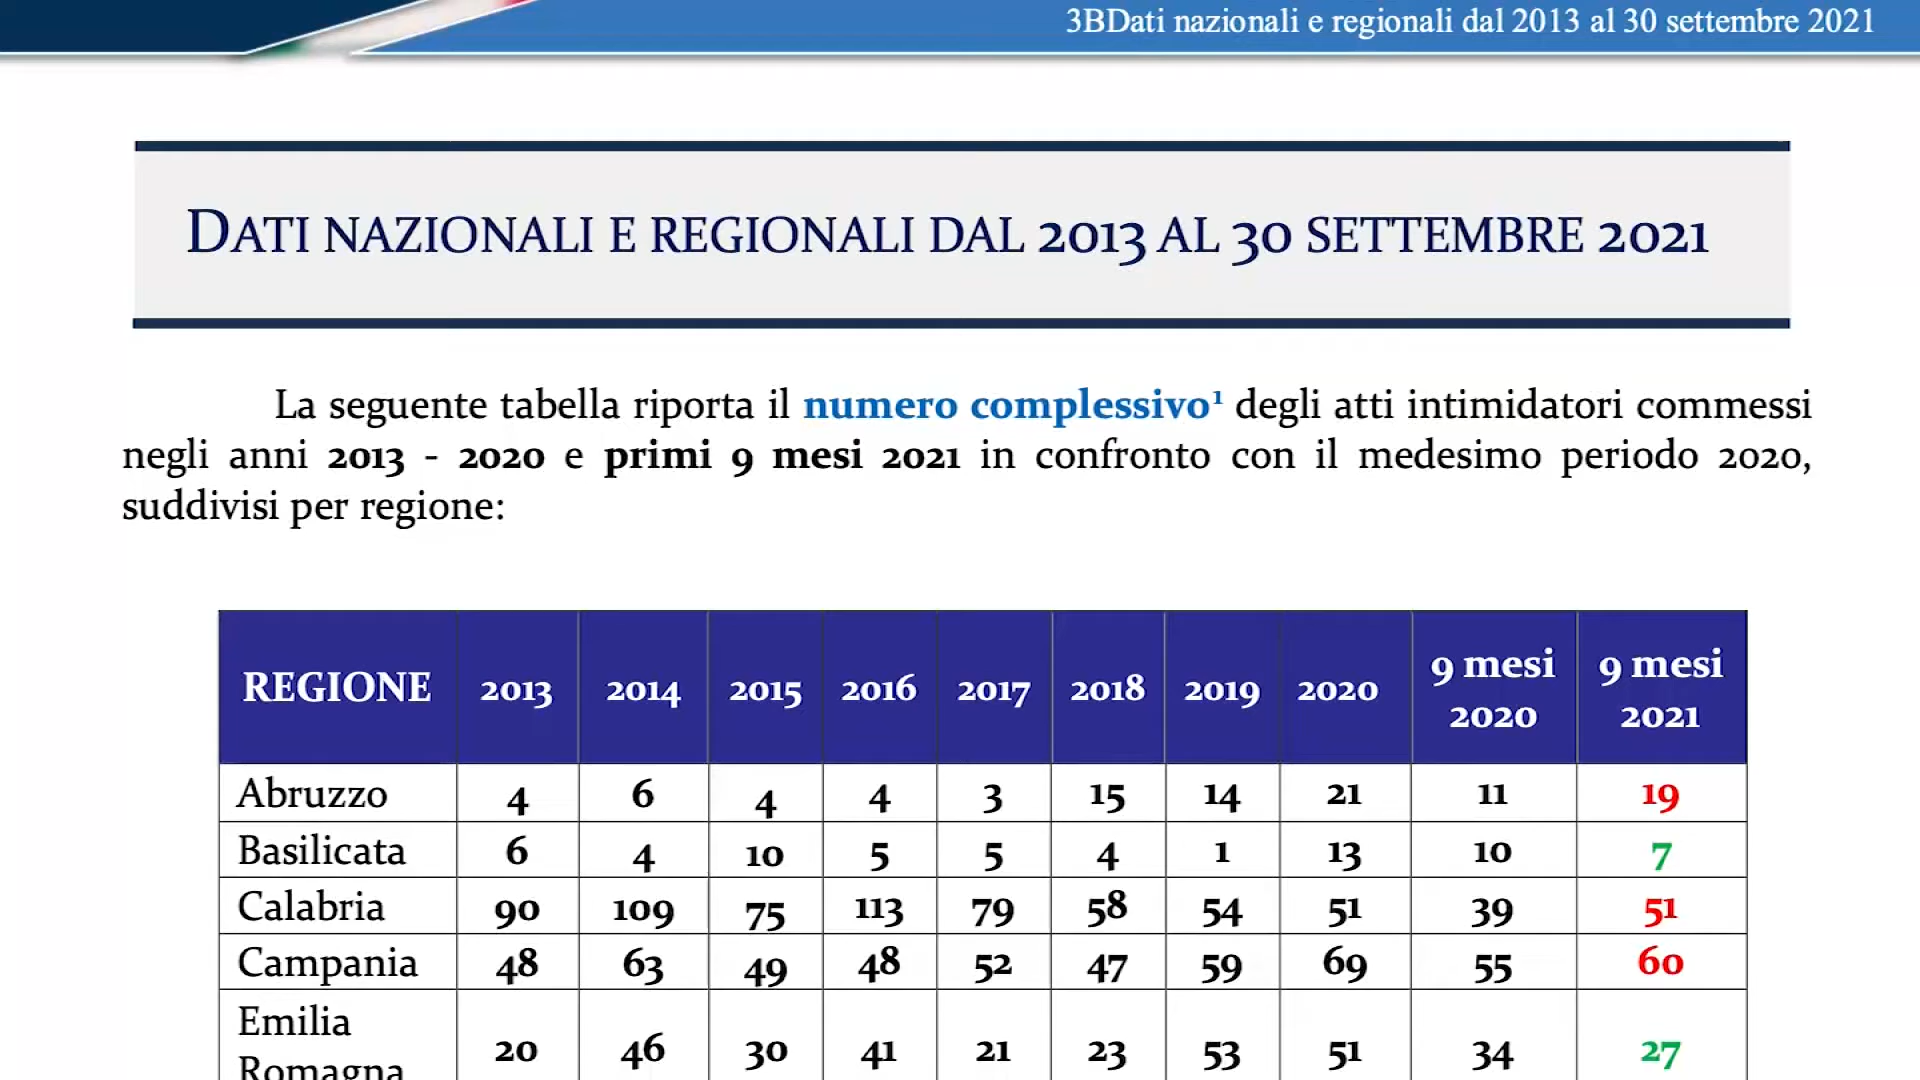 3BDati nazionali e regionali dal 2013 al 30 settembre 2021
DATI NAZIONALI E REGIONALI DAL 2013 AL 30 SETTEMBRE 2021
La seguente tabella riporta il numero complessivo¹ degli atti intimidatori commessi
negli anni 2013 - 2020 e primi 9 mesi 2021 in confronto con il medesimo periodo 2020,
suddivisi per regione:
REGIONE 2013 2014 2015 2016 2017 2018 2019 2020 9 mesi 2020 9 mesi 2021
Abruzzo 4 6 4 4 3 15 14 21 11 19
Basilicata 6 4 10 5 5 4 1 13 10 7
Calabria 90 109 75 113 79 58 54 51 39 51
Campania 48 63 49 48 52 47 59 69 55 60
Emilia Romagna 20 46 30 41 21 23 53 51 34 27